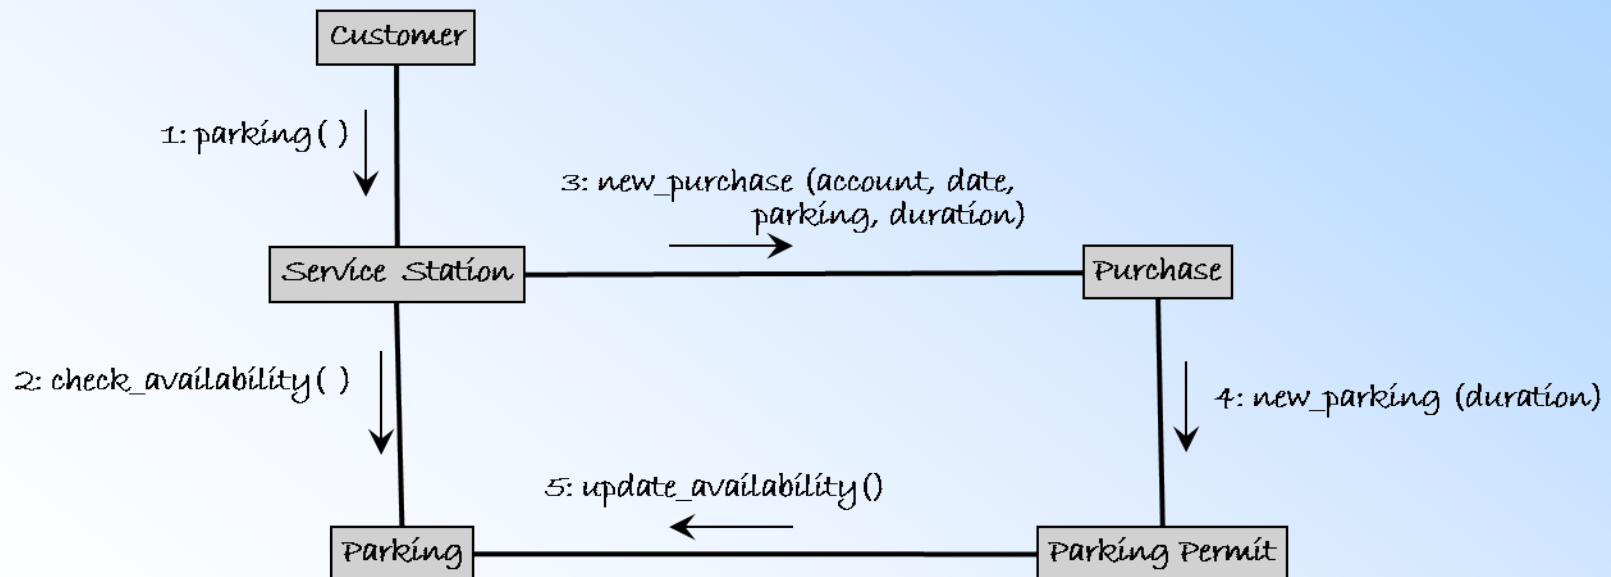 Customer
1: parking( )
3: new_purchase (account, date,
parking, duration)
Service Station
Purchase
2: check_availability( )
4: new_parking (duration)
5: update_availability()
Parking
Parking Permit